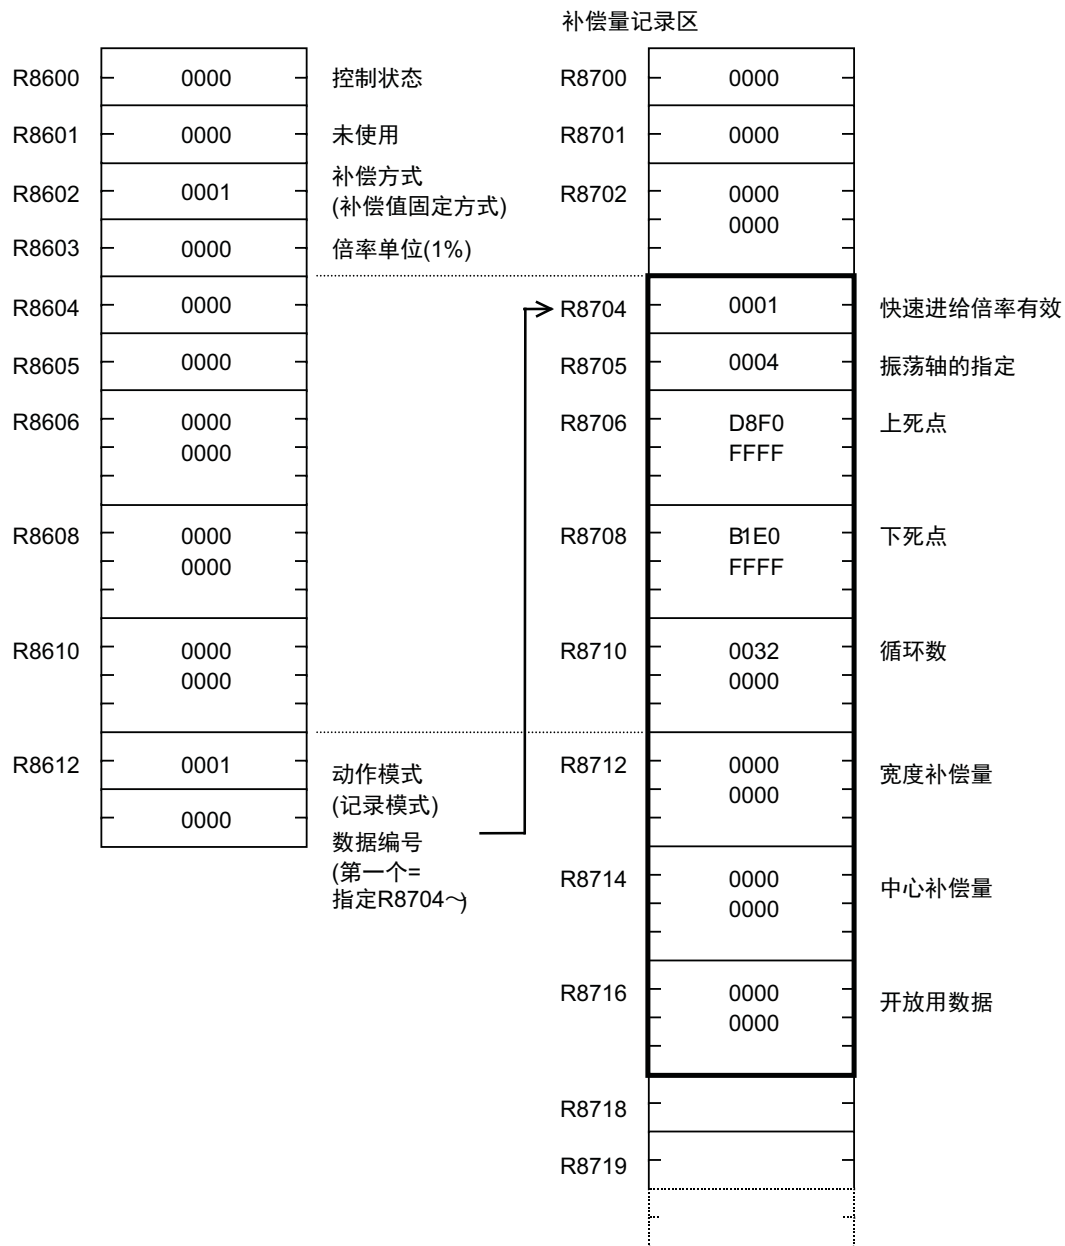 补偿量记录区
R8600 0000 控制状态
R8601 0000 未使用
R8602 0001 补偿方式
(补偿值固定方式)
R8603 0000 倍率单位(1%)
R8604 0000
R8605 0000
R8606 0000
0000
R8608 0000
0000
R8610 0000
0000
R8612 0001 动作模式
(记录模式)
0000 数据编号
(第一个=
指定R8704～)
R8700 0000
R8701 0000
R8702 0000
0000
R8704 0001 快速进给倍率有效
R8705 0004 振荡轴的指定
R8706 D8F0 上死点
FFFF
R8708 B1E0 下死点
FFFF
R8710 0032 循环数
0000
R8712 0000 宽度补偿量
0000
R8714 0000 中心补偿量
0000
R8716 0000 开放用数据
0000
R8718
R8719